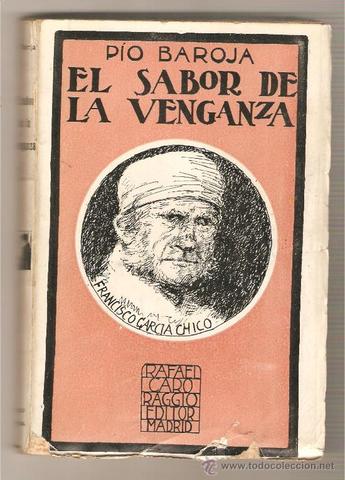 PÍO BAROJA
EL SABOR DE
LA VENGANZA
FRANCISCO GARCIA CHICO
RAFAEL
CARO
RAGGIO
EDITOR
MADRID
www.todocoleccion.net